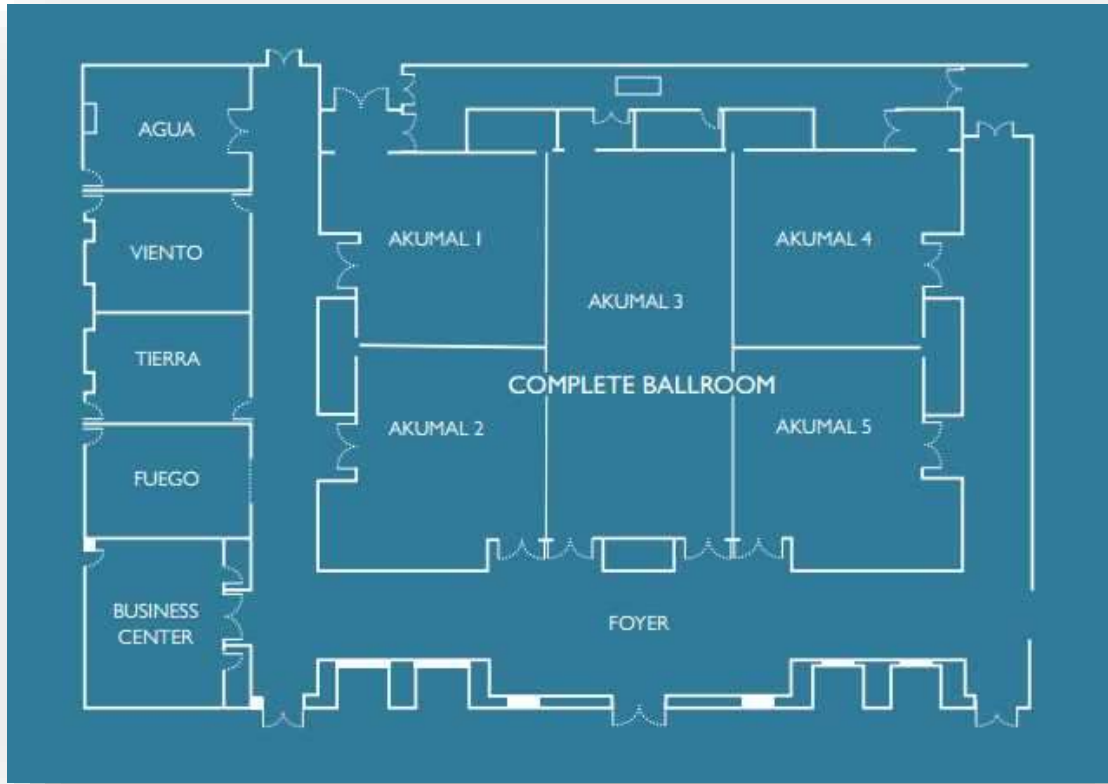 AGUA
VIENTO
TIERRA
FUEGO
BUSINESS
CENTER
AKUMAL 1
AKUMAL 2
AKUMAL 3
COMPLETE BALLROOM
AKUMAL 4
AKUMAL 5
FOYER